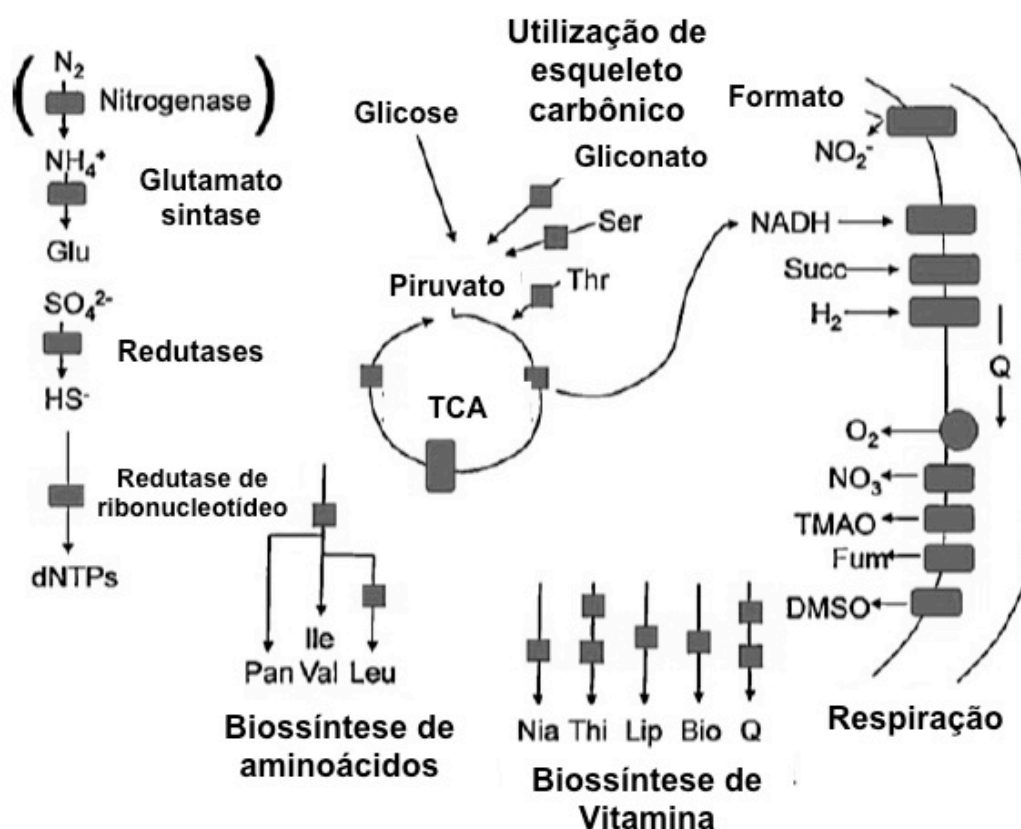 N₂
Nitrogenase
NH₄⁺
Glutamato
sintase
Glu
SO₄²⁻
Redutases
HS⁻
Redutase de
ribonucleotídeo
dNTPs
Utilização de
esqueleto
carbônico
Glicose
Gliconato
Ser
Thr
Piruvato
TCA
Ile
Pan Val Leu
Biossíntese de
aminoácidos
Nia Thi Lip Bio Q
Biossíntese de
Vitamina
Formato
NO₂⁻
NADH
Succ
H₂
Q
O₂
NO₃
TMAO
Fum
DMSO
Respiração